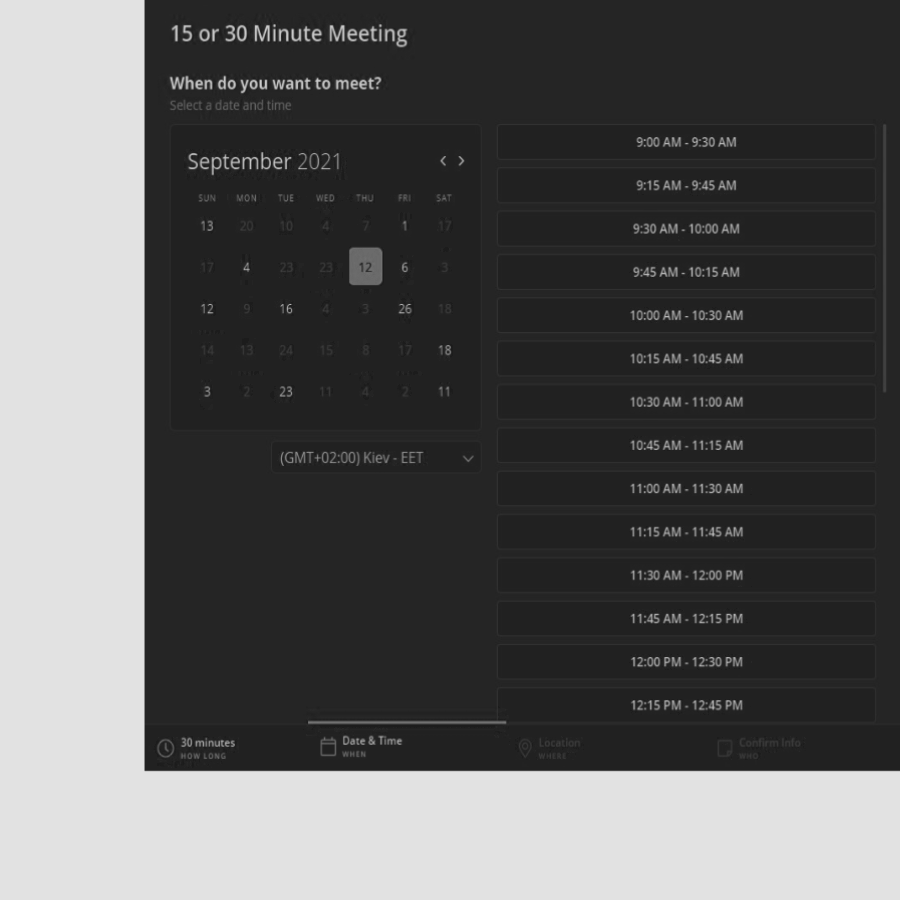 15 or 30 Minute Meeting
When do you want to meet?
Select a date and time
September 2021
SUN MON TUE WED THU FRI SAT
13 20 10 4 7 1 17
17 4 23 23 12 6 3
12 9 16 4 3 26 18
14 13 24 15 8 17 18
3 2 23 11 4 2 11
(GMT+02:00) Kiev - EET
9:00 AM - 9:30 AM
9:15 AM - 9:45 AM
9:30 AM - 10:00 AM
9:45 AM - 10:15 AM
10:00 AM - 10:30 AM
10:15 AM - 10:45 AM
10:30 AM - 11:00 AM
10:45 AM - 11:15 AM
11:00 AM - 11:30 AM
11:15 AM - 11:45 AM
11:30 AM - 12:00 PM
11:45 AM - 12:15 PM
12:00 PM - 12:30 PM
12:15 PM - 12:45 PM
30 minutes
HOW LONG
Date & Time
WHEN
Location
WHERE
Confirm Info
WHO